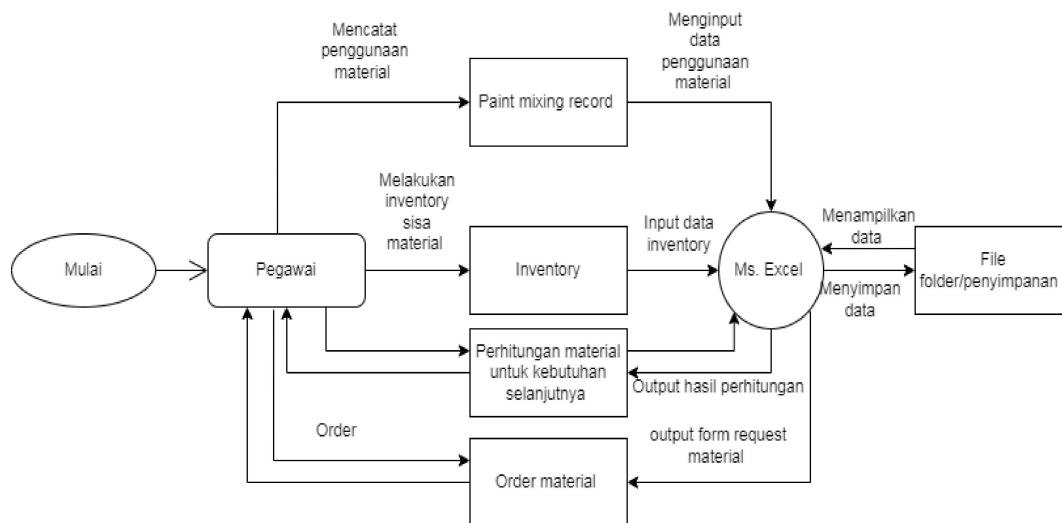 Mencatat
penggunaan
material
Menginput
data
penggunaan
material
Paint mixing record
Melakukan
inventory
sisa
material
Input data
inventory
Menampilkan
data
Mulai
Pegawai
Inventory
Ms. Excel
File
folder/penyimpanan
Menyimpan
data
Perhitungan material
untuk kebutuhan
selanjutnya
Output hasil perhitungan
Order
output form request
material
Order material